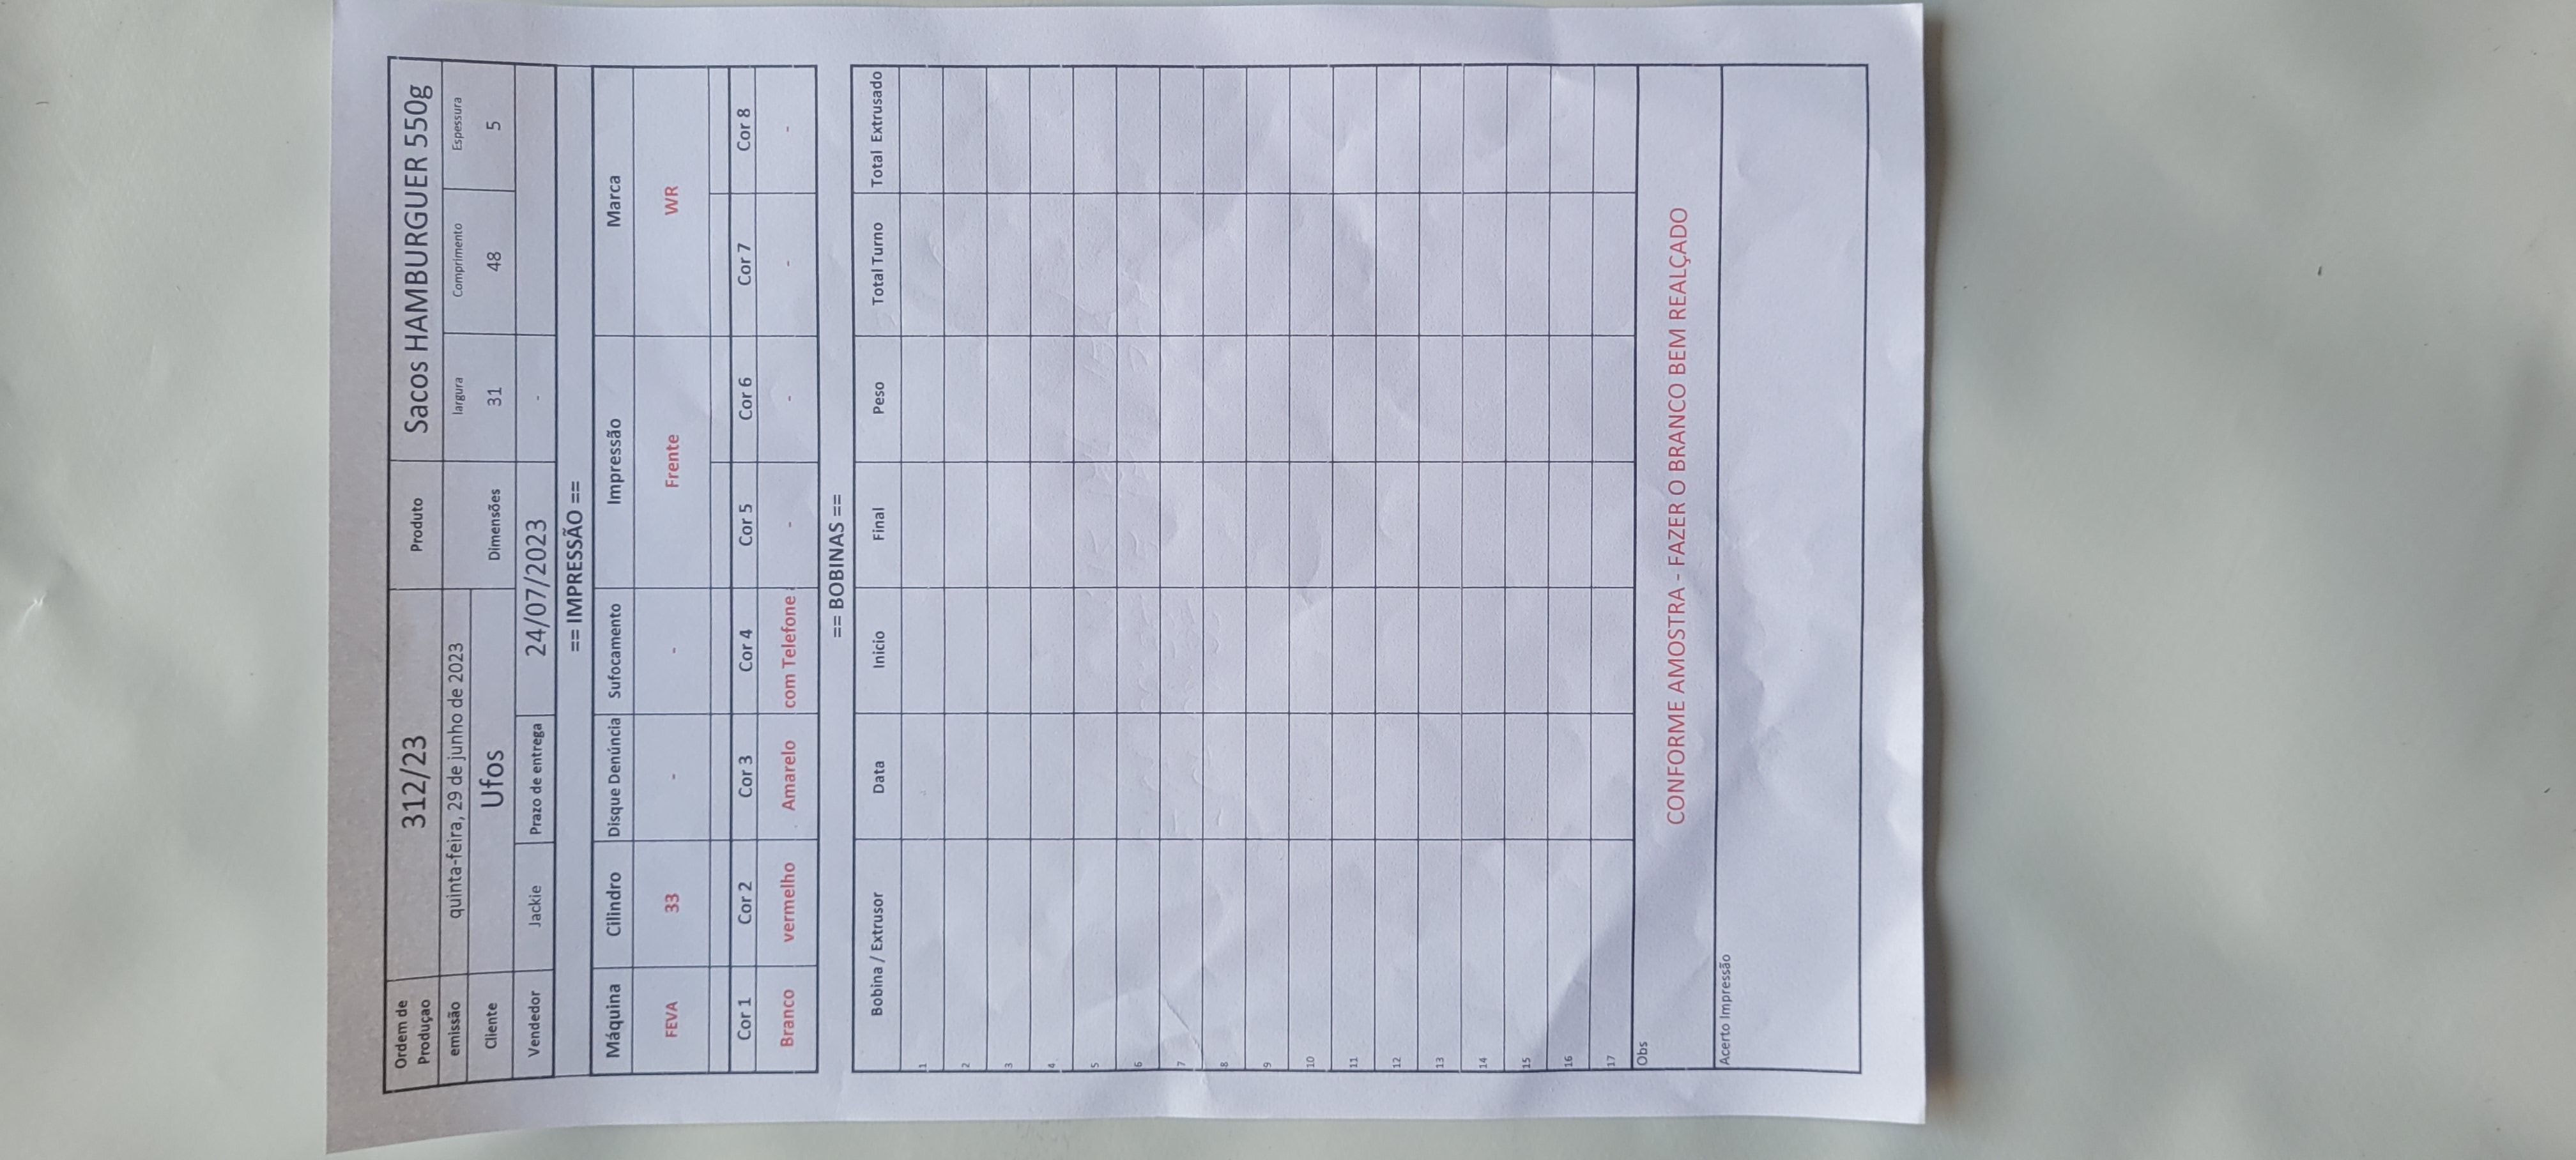 Ordem de Produçao 312/23 Produto Sacos HAMBURGUER 550g
emissão quinta-feira, 29 de junho de 2023 largura Comprimento Espessura
Cliente Ufos Dimensões 31 48 5
Vendedor Jackie Prazo de entrega 24/07/2023 -
== IMPRESSÃO ==
Máquina Cilindro Disque Denúncia Sufocamento Impressão Marca
FEVA 33 - - Frente WR
Cor 1 Cor 2 Cor 3 Cor 4 Cor 5 Cor 6 Cor 7 Cor 8
Branco vermelho Amarelo com Telefone - - - -
== BOBINAS ==
Bobina / Extrusor Data Inicio Final Peso Total Turno Total Extrusado
1
2
3
4
5
6
7
8
9
10
11
12
13
14
15
16
17
Obs
CONFORME AMOSTRA - FAZER O BRANCO BEM REALÇADO
Acerto Impressão